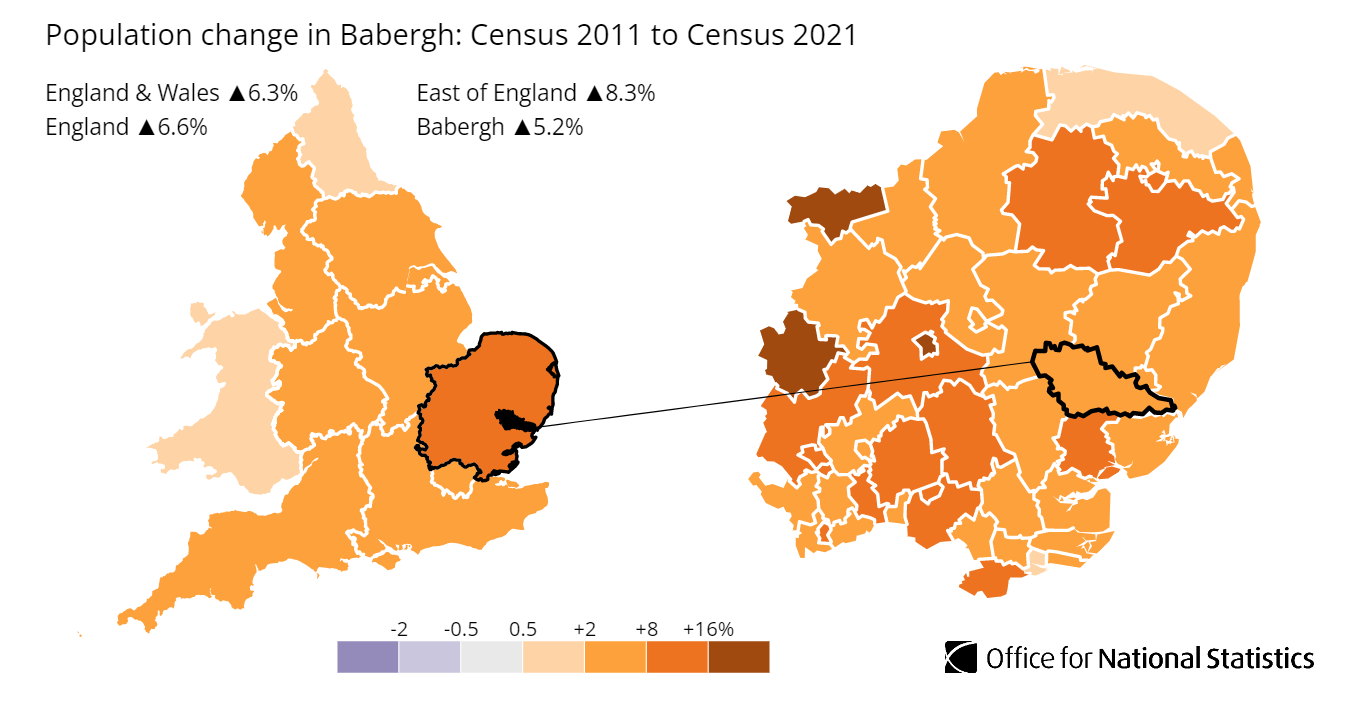 Population change in Babergh: Census 2011 to Census 2021
England & Wales ▲6.3%
East of England ▲8.3%
England ▲6.6%
Babergh ▲5.2%
-2 -0.5 0.5 +2 +8 +16%
Office for National Statistics